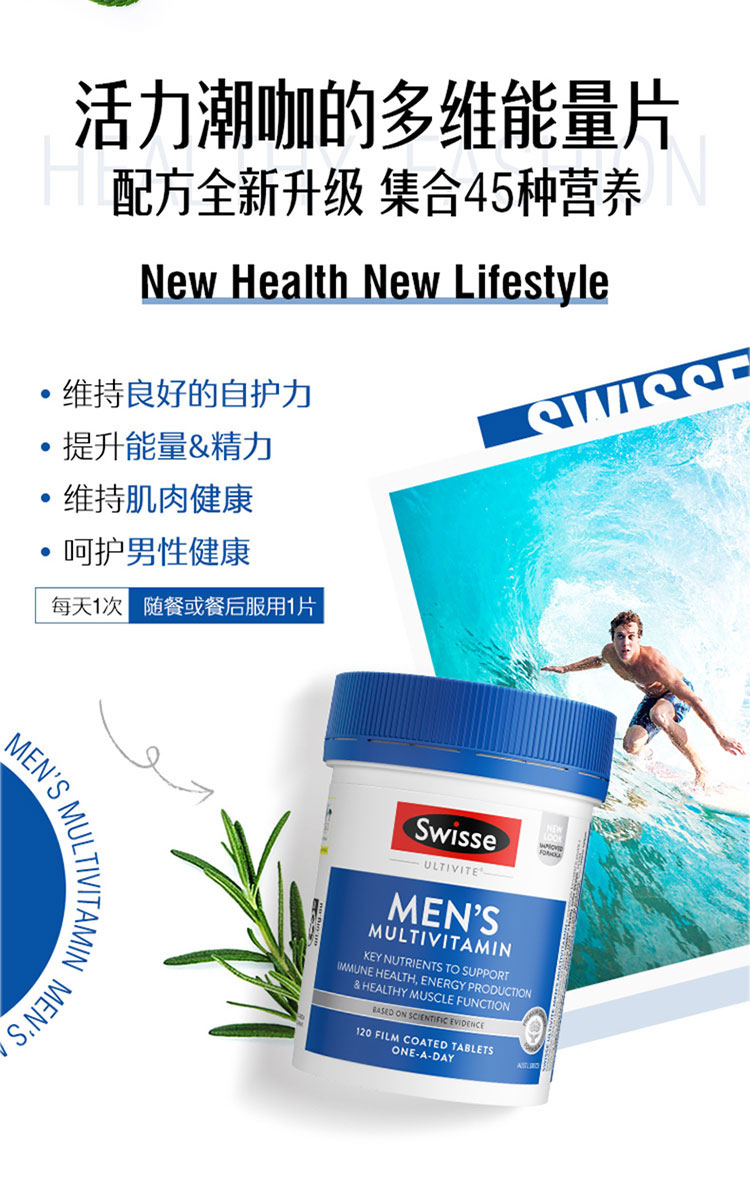 活力潮咖的多维能量片
HEALTHY FASHION
配方全新升级 集合45种营养
New Health New Lifestyle
• 维持良好的自护力
• 提升能量&精力
• 维持肌肉健康
• 呵护男性健康
每天1次 随餐或餐后服用1片
SWISSE
MEN'S MULTIVITAMIN MEN'S
Swisse
ULTIVITE
NEW
LOOK
IMPROVED
FORMULA
MEN'S
MULTIVITAMIN
KEY NUTRIENTS TO SUPPORT
IMMUNE HEALTH, ENERGY PRODUCTION
& HEALTHY MUSCLE FUNCTION
BASED ON SCIENTIFIC EVIDENCE
120 FILM COATED TABLETS
ONE-A-DAY